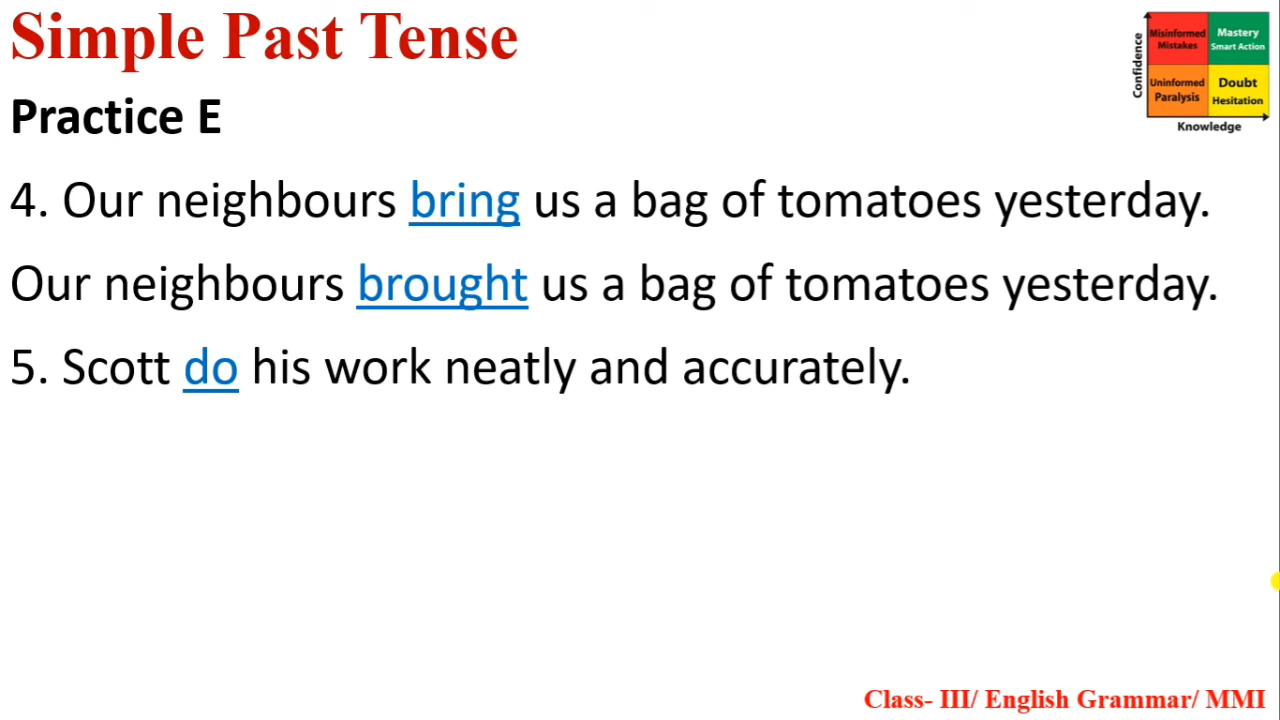 Simple Past Tense
Practice E
4. Our neighbours bring us a bag of tomatoes yesterday.
Our neighbours brought us a bag of tomatoes yesterday.
5. Scott do his work neatly and accurately.
Confidence
Misinformed
Mistakes
Mastery
Smart Action
Uninformed
Paralysis
Doubt
Hesitation
Knowledge
Class- III/ English Grammar/ MMI